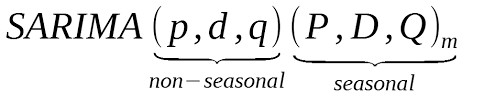 SARIMA (p,d,q) (P,D,Q)m
non−seasonal seasonal